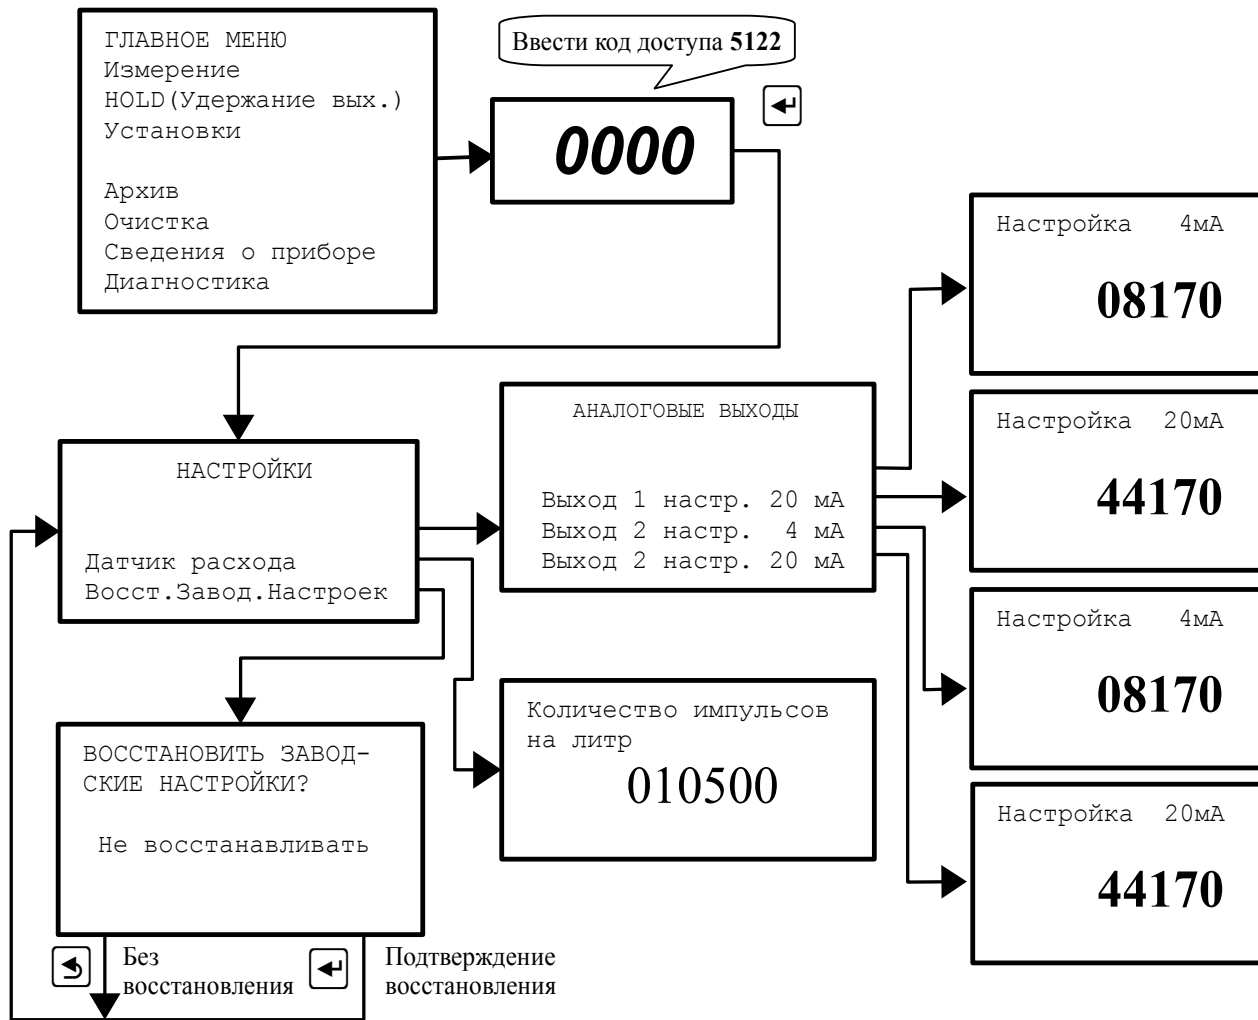 ГЛАВНОЕ МЕНЮ
Измерение
HOLD(Удержание вых.)
Установки
Архив
Очистка
Сведения о приборе
Диагностика
Ввести код доступа 5122
0000
НАСТРОЙКИ
Датчик расхода
Восст.Завод.Настроек
АНАЛОГОВЫЕ ВЫХОДЫ
Выход 1 настр. 20 мА
Выход 2 настр. 4 мА
Выход 2 настр. 20 мА
Настройка 4мА
08170
Настройка 20мА
44170
Настройка 4мА
08170
Настройка 20мА
44170
Количество импульсов
на литр
010500
ВОССТАНОВИТЬ ЗАВОД-
СКИЕ НАСТРОЙКИ?
Не восстанавливать
Без
восстановления
Подтверждение
восстановления